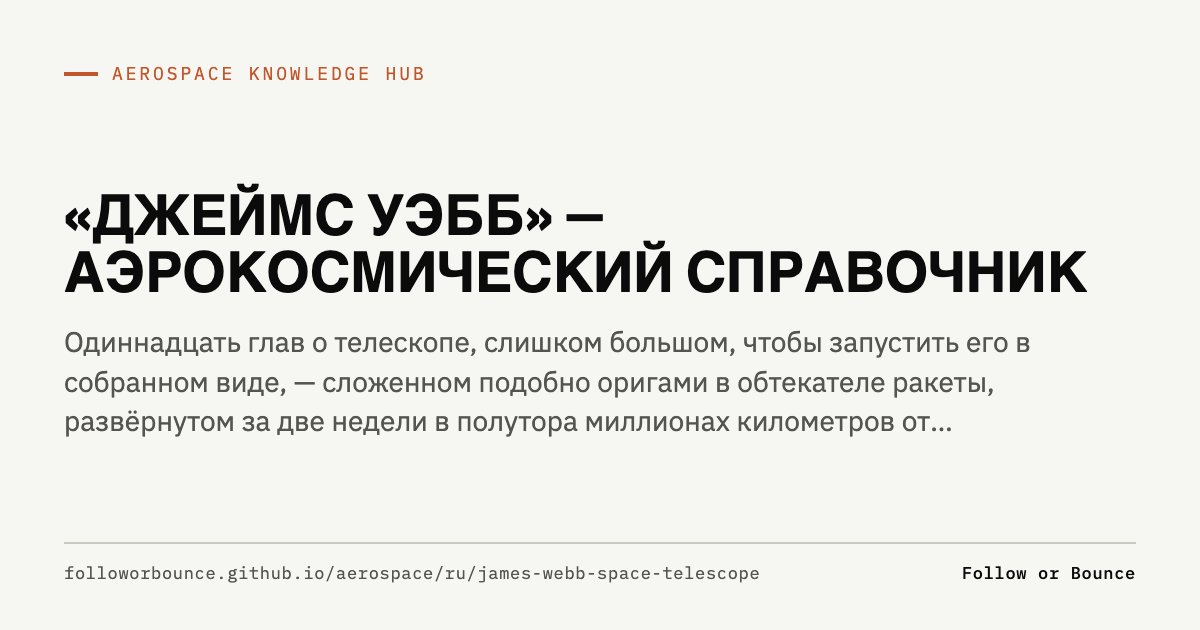 AEROSPACE KNOWLEDGE HUB
«ДЖЕЙМС УЭББ» —
АЭРОКОСМИЧЕСКИЙ СПРАВОЧНИК
Одиннадцать глав о телескопе, слишком большом, чтобы запустить его в
собранном виде, — сложенном подобно оригами в обтекателе ракеты,
развёрнутом за две недели в полутора миллионах километров от…
followorbounce.github.io/aerospace/ru/james-webb-space-telescope
Follow or Bounce